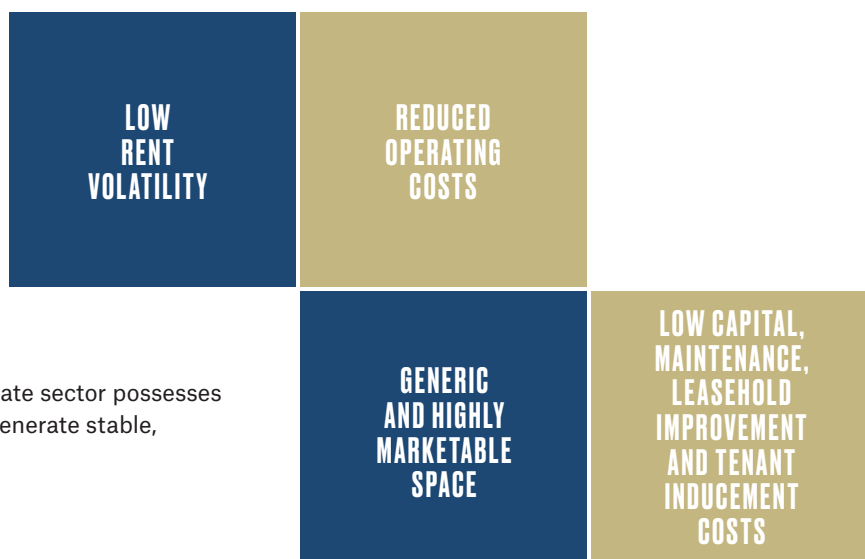 LOW
RENT
VOLATILITY
REDUCED
OPERATING
COSTS
ate sector possesses
enerate stable,
GENERIC
AND HIGHLY
MARKETABLE
SPACE
LOW CAPITAL,
MAINTENANCE,
LEASEHOLD
IMPROVEMENT
AND TENANT
INDUCEMENT
COSTS